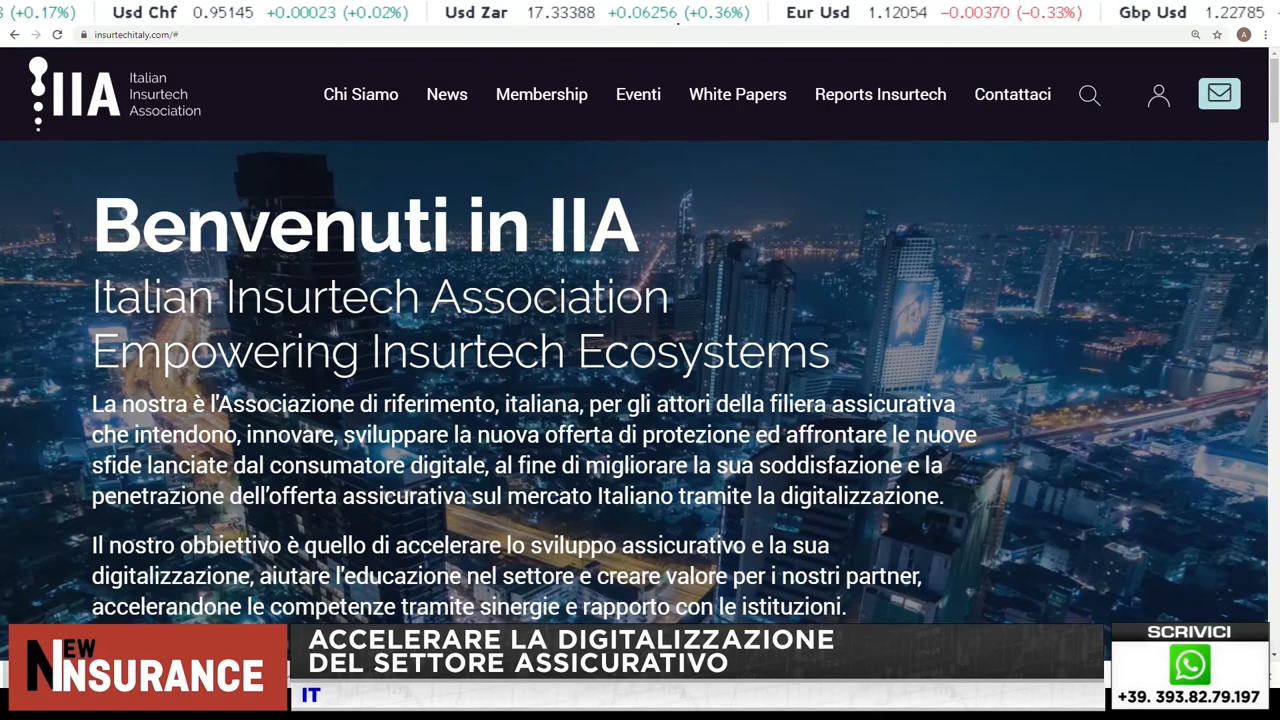 8 (+0.17%) Usd Chf 0.95145 +0.00023 (+0.02%) Usd Zar 17.33388 +0.06256 (+0.36%) Eur Usd 1.12054 −0.00370 (−0.33%) Gbp Usd 1.22785
insurtechitaly.com/#
A
IIA
Italian
Insurtech
Association
Chi Siamo News Membership Eventi White Papers Reports Insurtech Contattaci
Benvenuti in IIA
Italian Insurtech Association
Empowering Insurtech Ecosystems
La nostra è l'Associazione di riferimento, italiana, per gli attori della filiera assicurativa
che intendono, innovare, sviluppare la nuova offerta di protezione ed affrontare le nuove
sfide lanciate dal consumatore digitale, al fine di migliorare la sua soddisfazione e la
penetrazione dell’offerta assicurativa sul mercato Italiano tramite la digitalizzazione.
Il nostro obbiettivo è quello di accelerare lo sviluppo assicurativo e la sua
digitalizzazione, aiutare l'educazione nel settore e creare valore per i nostri partner,
accelerandone le competenze tramite sinergie e rapporto con le istituzioni.
NEW
INSURANCE
ACCELERARE LA DIGITALIZZAZIONE
DEL SETTORE ASSICURATIVO
IT
SCRIVICI
+39. 393.82.79.197